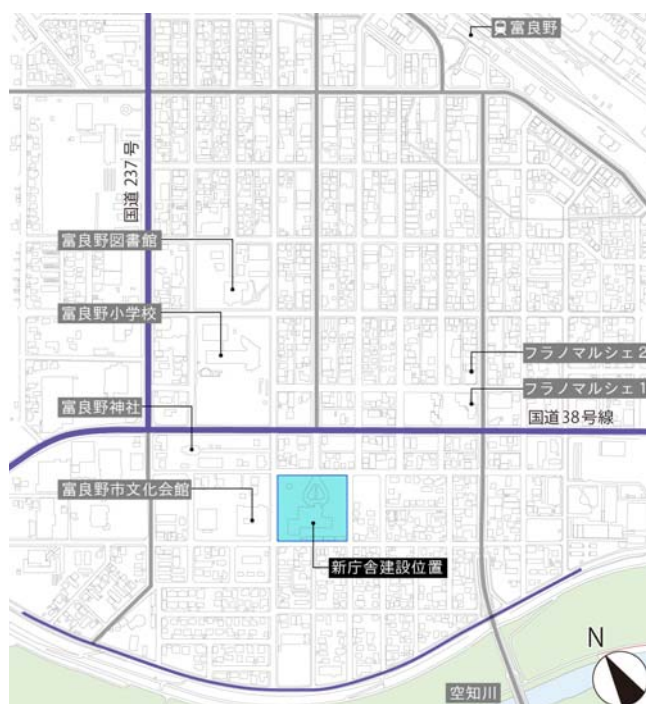 富良野
国道237号
富良野図書館
富良野小学校
フラノマルシェ2
フラノマルシェ1
富良野神社
国道38号線
富良野市文化会館
新庁舎建設位置
N
空知川